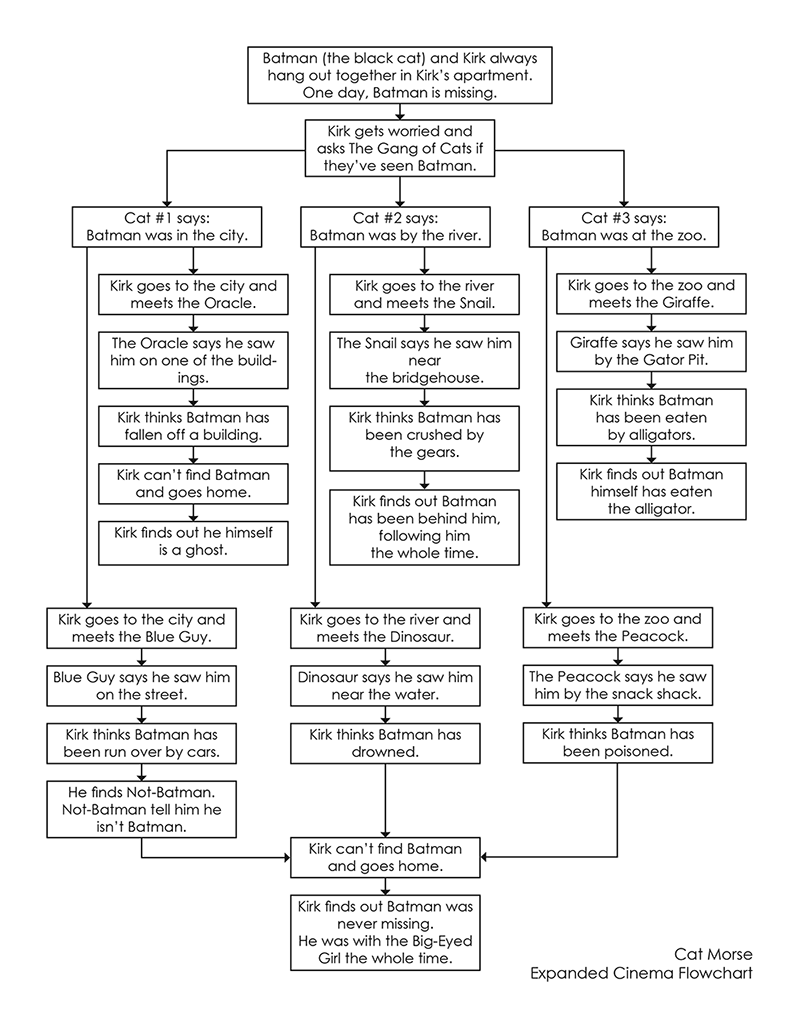 Batman (the black cat) and Kirk always
hang out together in Kirk's apartment.
One day, Batman is missing.
Kirk gets worried and
asks The Gang of Cats if
they've seen Batman.
Cat #1 says:
Batman was in the city.
Cat #2 says:
Batman was by the river.
Cat #3 says:
Batman was at the zoo.
Kirk goes to the city and
meets the Oracle.
The Oracle says he saw
him on one of the build-
ings.
Kirk thinks Batman has
fallen off a building.
Kirk can't find Batman
and goes home.
Kirk finds out he himself
is a ghost.
Kirk goes to the river
and meets the Snail.
The Snail says he saw him
near
the bridgehouse.
Kirk thinks Batman has
been crushed by
the gears.
Kirk finds out Batman
has been behind him,
following him
the whole time.
Kirk goes to the zoo and
meets the Giraffe.
Giraffe says he saw him
by the Gator Pit.
Kirk thinks Batman
has been eaten
by alligators.
Kirk finds out Batman
himself has eaten
the alligator.
Kirk goes to the city and
meets the Blue Guy.
Blue Guy says he saw him
on the street.
Kirk thinks Batman has
been run over by cars.
He finds Not-Batman.
Not-Batman tell him he
isn't Batman.
Kirk goes to the river and
meets the Dinosaur.
Dinosaur says he saw him
near the water.
Kirk thinks Batman has
drowned.
Kirk goes to the zoo and
meets the Peacock.
The Peacock says he saw
him by the snack shack.
Kirk thinks Batman has
been poisoned.
Kirk can't find Batman
and goes home.
Kirk finds out Batman was
never missing.
He was with the Big-Eyed
Girl the whole time.
Cat Morse
Expanded Cinema Flowchart